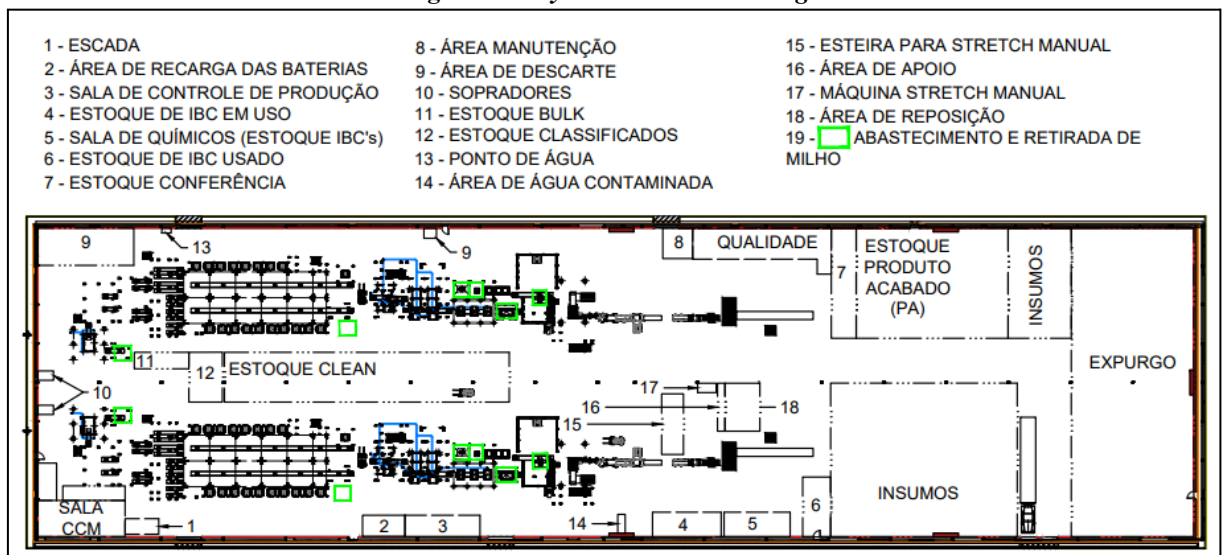 1 - ESCADA
2 - ÁREA DE RECARGA DAS BATERIAS
3 - SALA DE CONTROLE DE PRODUÇÃO
4 - ESTOQUE DE IBC EM USO
5 - SALA DE QUÍMICOS (ESTOQUE IBC's)
6 - ESTOQUE DE IBC USADO
7 - ESTOQUE CONFERÊNCIA
8 - ÁREA MANUTENÇÃO
9 - ÁREA DE DESCARTE
10 - SOPRADORES
11 - ESTOQUE BULK
12 - ESTOQUE CLASSIFICADOS
13 - PONTO DE ÁGUA
14 - ÁREA DE ÁGUA CONTAMINADA
15 - ESTEIRA PARA STRETCH MANUAL
16 - ÁREA DE APOIO
17 - MÁQUINA STRETCH MANUAL
18 - ÁREA DE REPOSIÇÃO
19 - ABASTECIMENTO E RETIRADA DE
MILHO
9
13
9
8
QUALIDADE
7
ESTOQUE
PRODUTO
ACABADO
(PA)
INSUMOS
EXPURGO
11
12
ESTOQUE CLEAN
10
17
16
18
15
SALA
CCM
1
2
3
14
4
5
6
INSUMOS